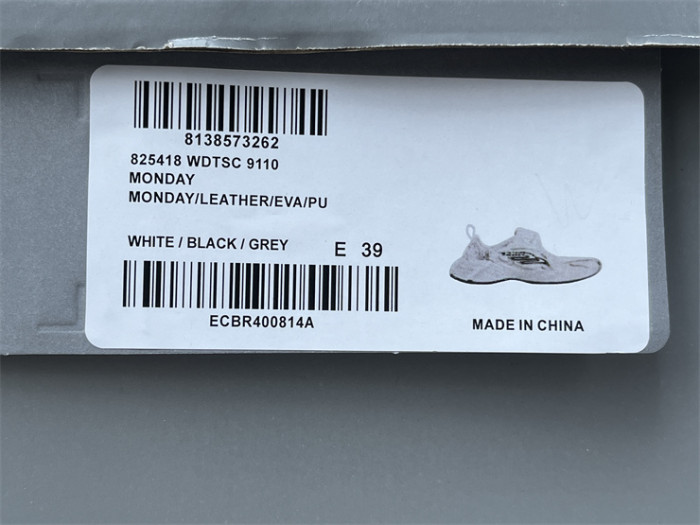 8138573262
825418 WDTSC 9110
MONDAY
MONDAY/LEATHER/EVA/PU
WHITE / BLACK / GREY E 39
ECBR400814A
MADE IN CHINA